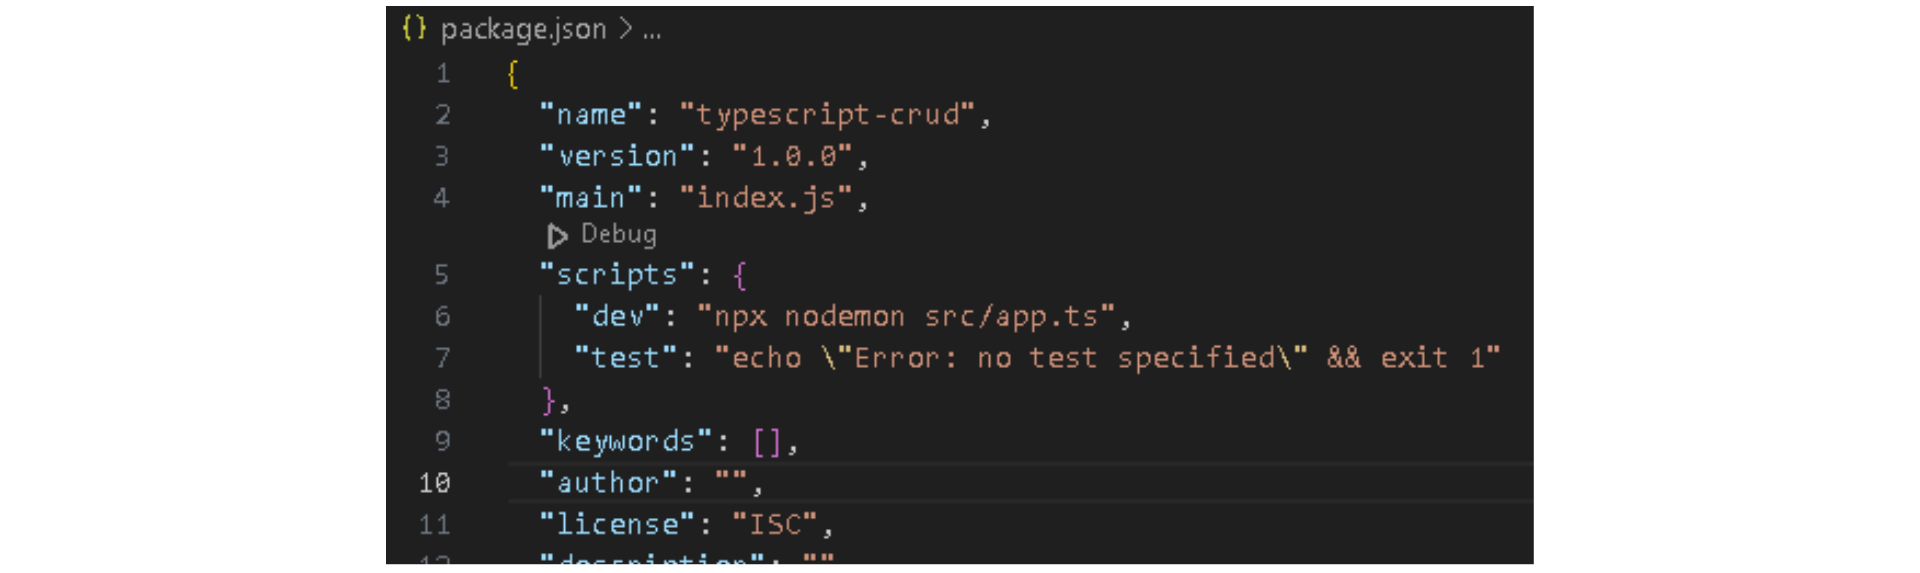 {} package.json > ...
1 {
2 "name": "typescript-crud",
3 "version": "1.0.0",
4 "main": "index.js",
Debug
5 "scripts": {
6 "dev": "npx nodemon src/app.ts",
7 "test": "echo \"Error: no test specified\" && exit 1"
8 },
9 "keywords": [],
10 "author": "",
11 "license": "ISC",
12 "description": ""